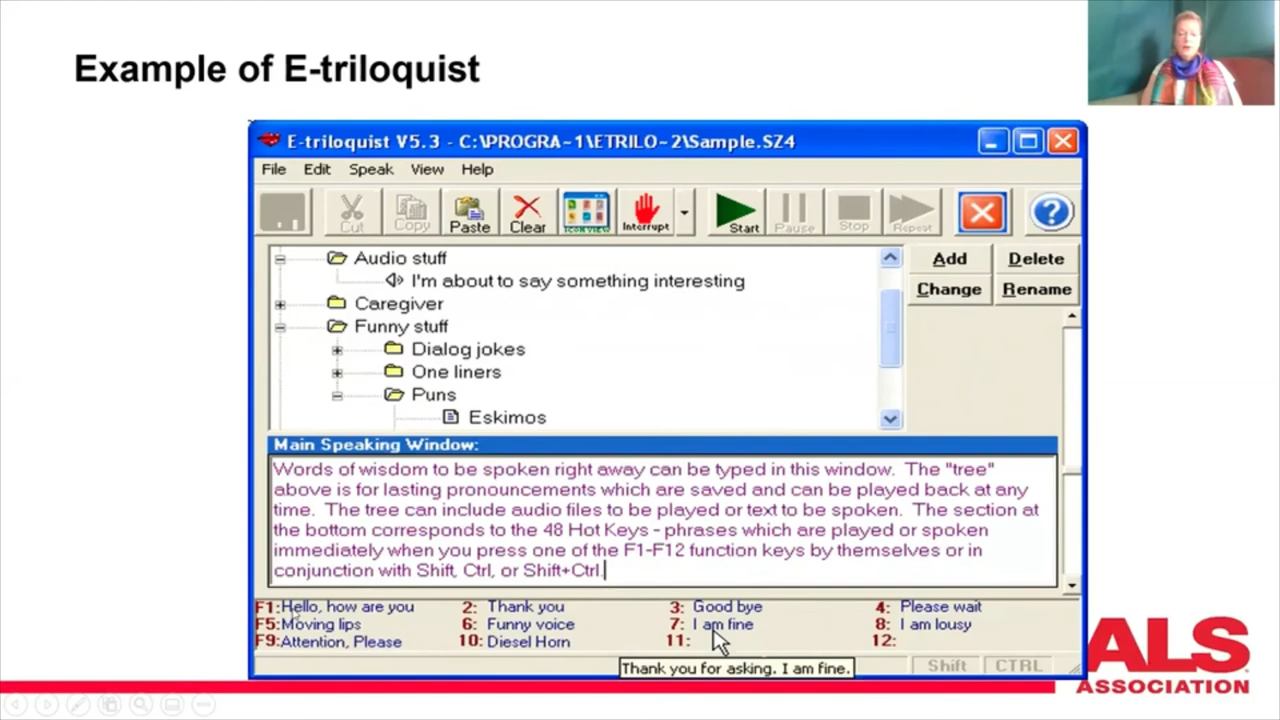 Example of E-triloquist
E-triloquist V5.3 - C:\PROGRA~1\ETRILO~2\Sample.SZ4
File Edit Speak View Help
Cut Copy Paste Clear ICON VIEW Interrupt Start Pause Stop Repeat
Audio stuff
I'm about to say something interesting
Caregiver
Funny stuff
Dialog jokes
One liners
Puns
Eskimos
Add Delete
Change Rename
Main Speaking Window:
Words of wisdom to be spoken right away can be typed in this window. The "tree"
above is for lasting pronouncements which are saved and can be played back at any
time. The tree can include audio files to be played or text to be spoken. The section at
the bottom corresponds to the 48 Hot Keys - phrases which are played or spoken
immediately when you press one of the F1-F12 function keys by themselves or in
conjunction with Shift, Ctrl, or Shift+Ctrl.
F1: Hello, how are you 2: Thank you 3: Good bye 4: Please wait
F5: Moving lips 6: Funny voice 7: I am fine 8: I am lousy
F9: Attention, Please 10: Diesel Horn 11: 12:
Thank you for asking. I am fine.
Shift CTRL
ALS
ASSOCIATION